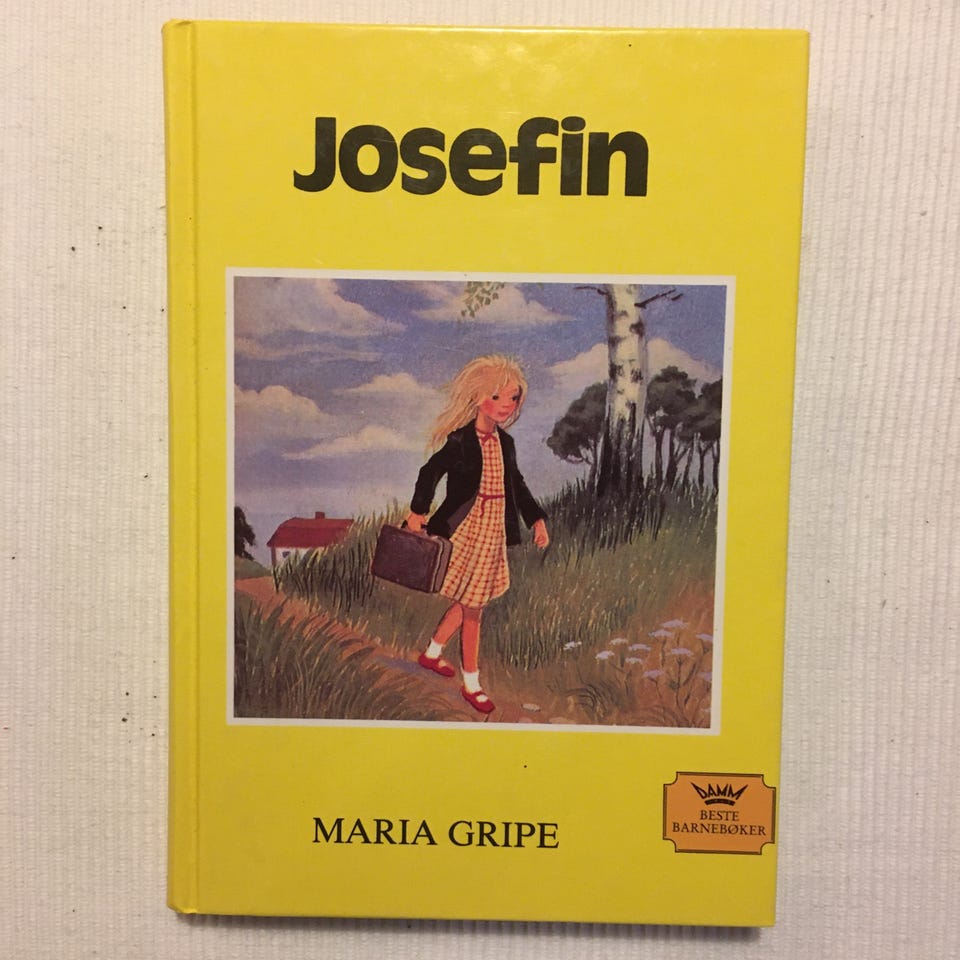 Josefin
MARIA GRIPE
DAMM
BESTE
BARNEBØKER